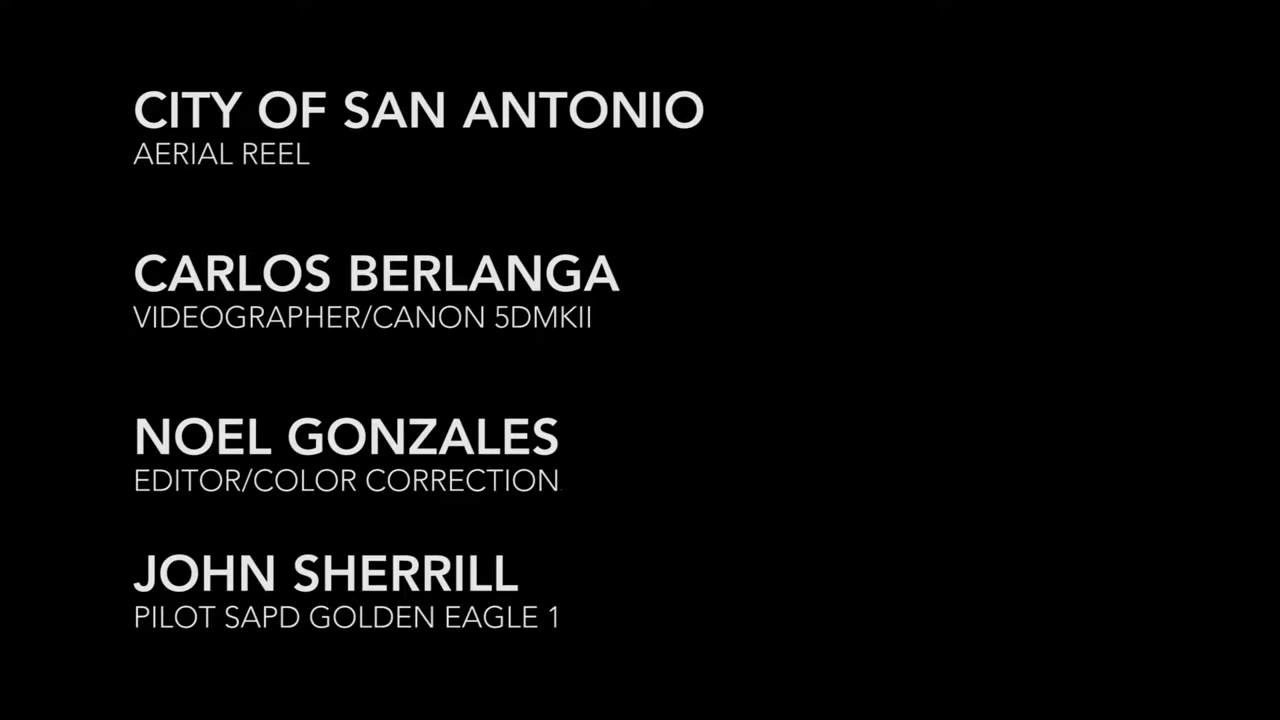 CITY OF SAN ANTONIO
AERIAL REEL
CARLOS BERLANGA
VIDEOGRAPHER/CANON 5DMKII
NOEL GONZALES
EDITOR/COLOR CORRECTION
JOHN SHERRILL
PILOT SAPD GOLDEN EAGLE 1